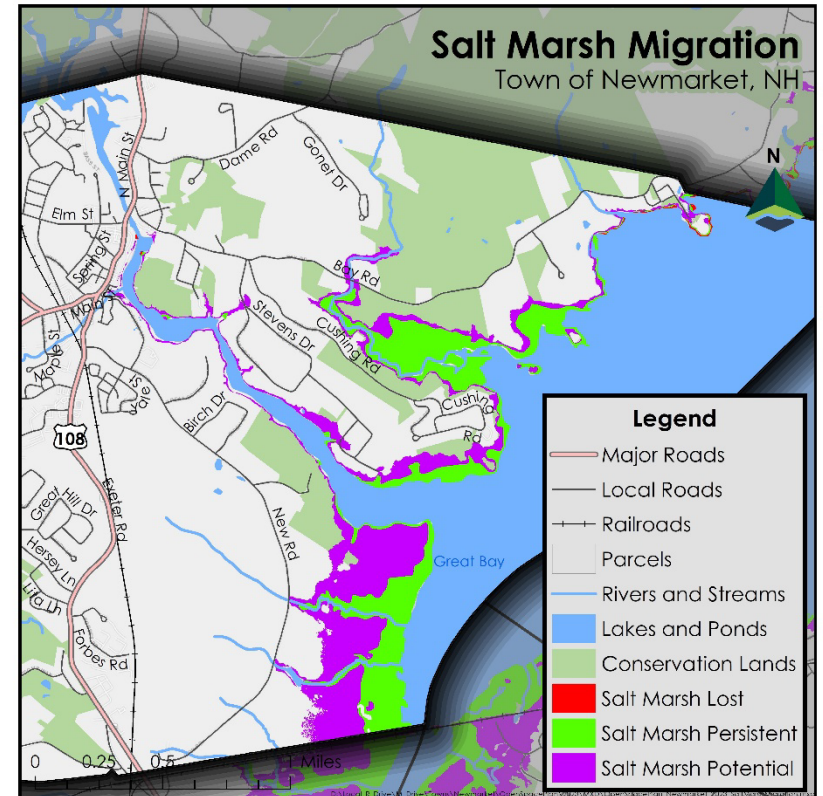 Salt Marsh Migration
Town of Newmarket, NH
N
N Main St
Dame Rd
Gonet Dr
Elm St
Spring St
Bay Rd
Main St
Stevens Dr
Cushing Rd
Maple St
Birch Dr
Cushing
Rd
108
Great
Hill Dr
Exeter Rd
New Rd
Hersey Ln
Great Bay
Lita Ln
Forbes Rd
0 0.25 0.5 1 Miles
Legend
Major Roads
Local Roads
Railroads
Parcels
Rivers and Streams
Lakes and Ponds
Conservation Lands
Salt Marsh Lost
Salt Marsh Persistent
Salt Marsh Potential